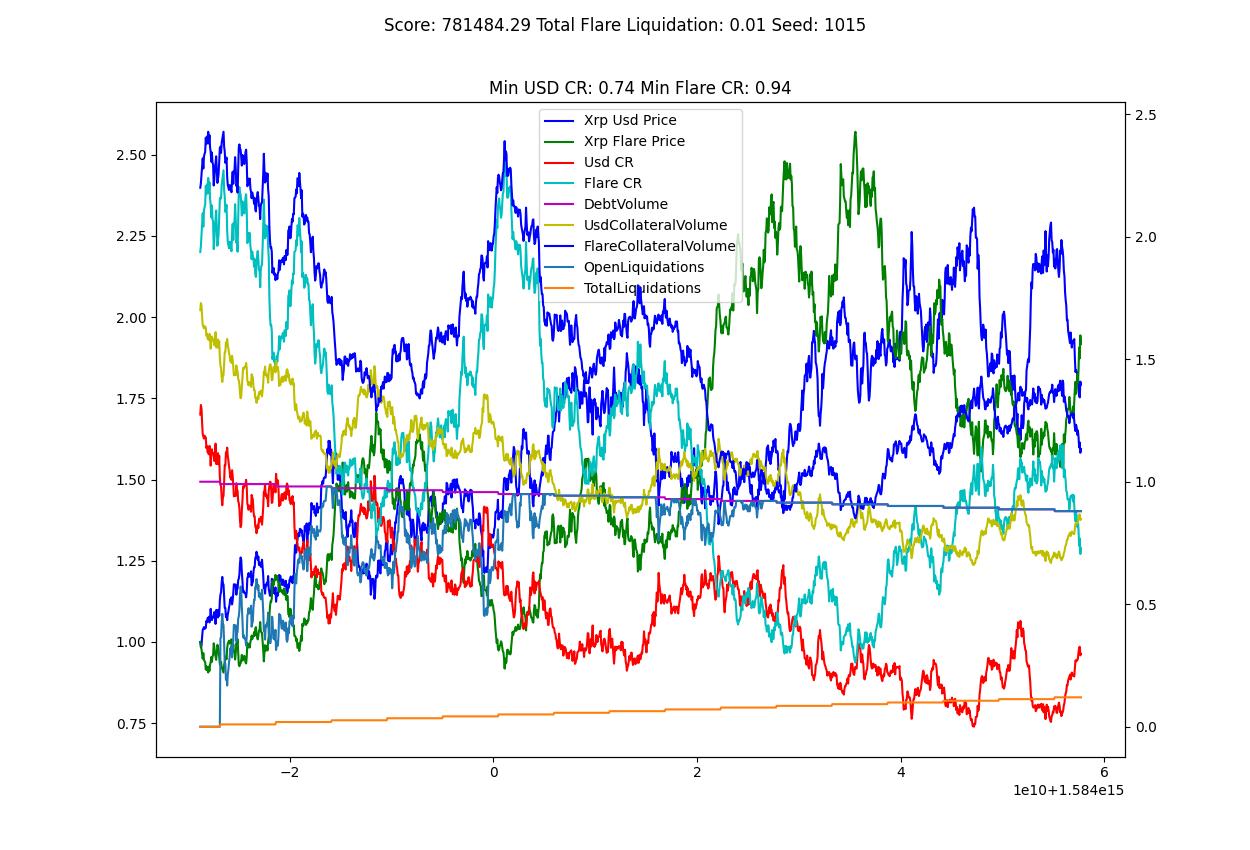 Score: 781484.29 Total Flare Liquidation: 0.01 Seed: 1015
Min USD CR: 0.74 Min Flare CR: 0.94
Xrp Usd Price
Xrp Flare Price
Usd CR
Flare CR
DebtVolume
UsdCollateralVolume
FlareCollateralVolume
OpenLiquidations
TotalLiquidations
2.50
2.25
2.00
1.75
1.50
1.25
1.00
0.75
2.5
2.0
1.5
1.0
0.5
0.0
−2
0
2
4
6
1e10+1.584e15